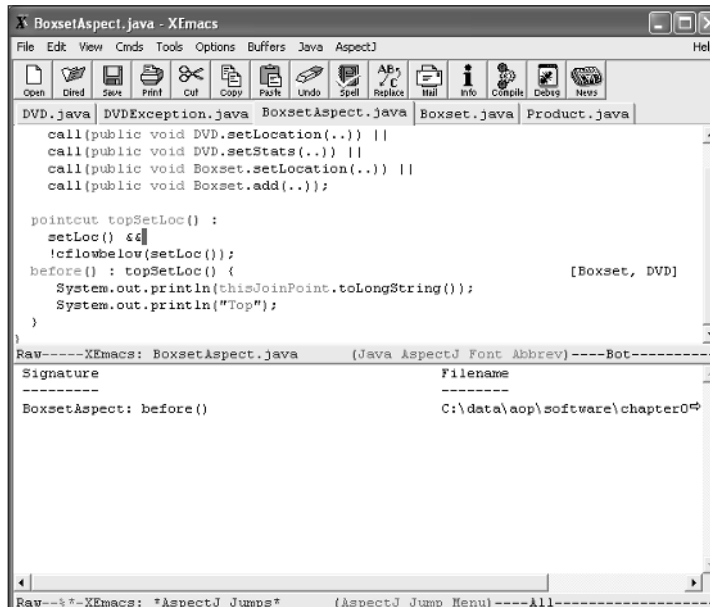 X BoxsetAspect.java - XEmacs
File Edit View Cmds Tools Options Buffers Java AspectJ Hel
Open Dired Save Print Cut Copy Paste Undo Spell Replace Mail Info Compile Debug News
DVD.java DVDException.java BoxsetAspect.java Boxset.java Product.java
call(public void DVD.setLocation(..)) ||
call(public void DVD.setStats(..)) ||
call(public void Boxset.setLocation(..)) ||
call(public void Boxset.add(..));
pointcut topSetLoc() :
setLoc() &&
!cflowbelow(setLoc());
before() : topSetLoc() { [Boxset, DVD]
System.out.println(thisJoinPoint.toLongString());
System.out.println("Top");
}
}
Raw-----XEmacs: BoxsetAspect.java (Java AspectJ Font Abbrev)----Bot----------
Signature Filename
--------- --------
BoxsetAspect: before() C:\data\aop\software\chapter0⇨
Raw--%*-XEmacs: *AspectJ Jumps* (AspectJ Jump Menu)----All--------------------